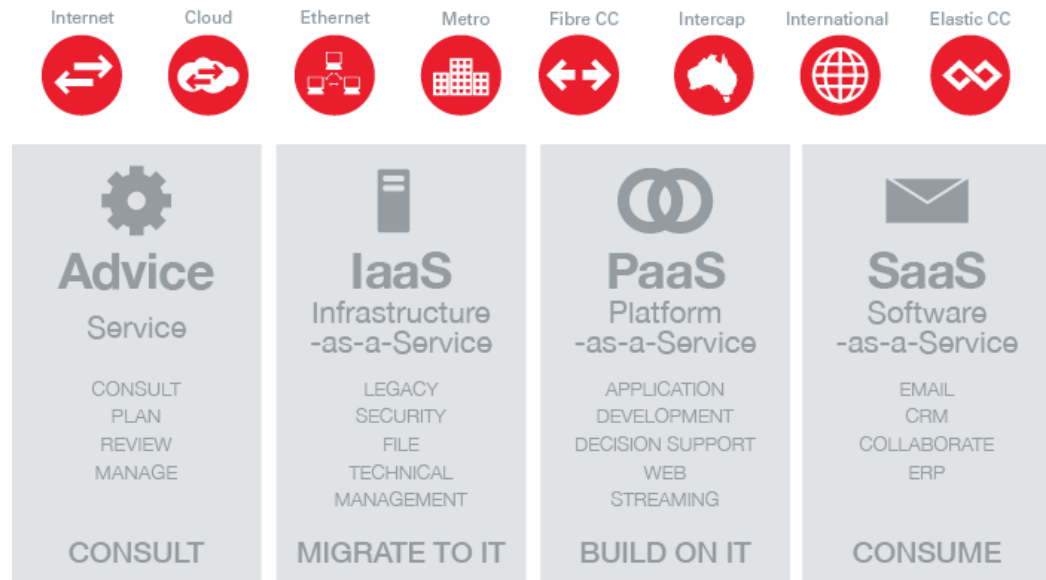 Internet Cloud Ethernet Metro Fibre CC Intercap International Elastic CC
Advice
Service
CONSULT
PLAN
REVIEW
MANAGE
CONSULT
IaaS
Infrastructure
-as-a-Service
LEGACY
SECURITY
FILE
TECHNICAL
MANAGEMENT
MIGRATE TO IT
PaaS
Platform
-as-a-Service
APPLICATION
DEVELOPMENT
DECISION SUPPORT
WEB
STREAMING
BUILD ON IT
SaaS
Software
-as-a-Service
EMAIL
CRM
COLLABORATE
ERP
CONSUME